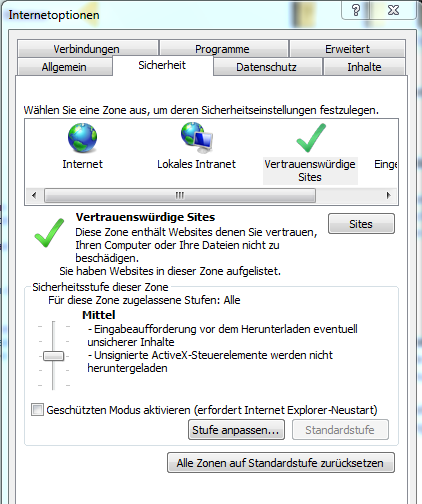 Internetoptionen
?
Verbindungen
Programme
Erweitert
Allgemein
Sicherheit
Datenschutz
Inhalte
Wählen Sie eine Zone aus, um deren Sicherheitseinstellungen festzulegen.
Internet
Lokales Intranet
Vertrauenswürdige
Sites
Einge
Vertrauenswürdige Sites
Sites
Diese Zone enthält Websites denen Sie vertrauen,
Ihren Computer oder Ihre Dateien nicht zu
beschädigen.
Sie haben Websites in dieser Zone aufgelistet.
Sicherheitsstufe dieser Zone
Für diese Zone zugelassene Stufen: Alle
Mittel
- Eingabeaufforderung vor dem Herunterladen eventuell
unsicherer Inhalte
- Unsignierte ActiveX-Steuerelemente werden nicht
heruntergeladen
Geschützten Modus aktivieren (erfordert Internet Explorer-Neustart)
Stufe anpassen...
Standardstufe
Alle Zonen auf Standardstufe zurücksetzen